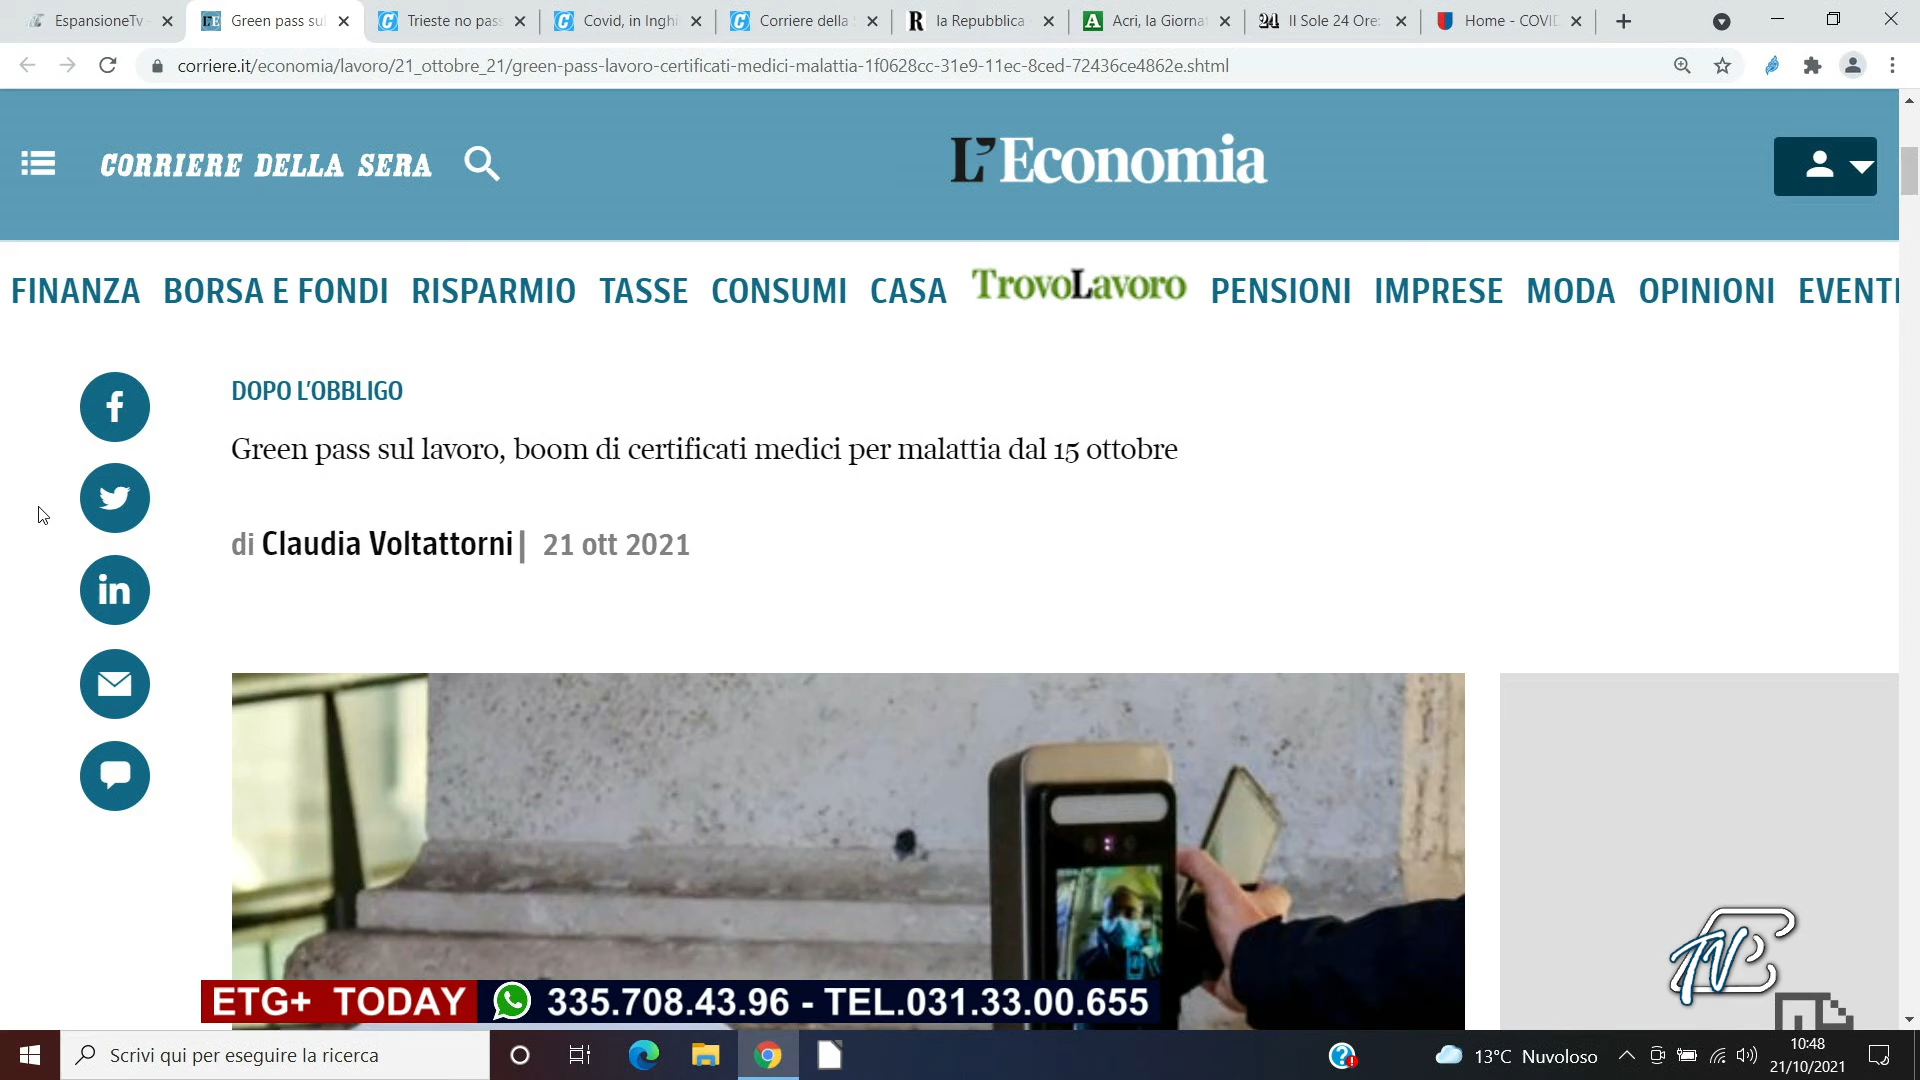 EspansioneTv
Green pass sul
Trieste no pass
Covid, in Inghi
Corriere della S
la Repubblica
Acri, la Giornat
Il Sole 24 Ore:
Home - COVID
corriere.it/economia/lavoro/21_ottobre_21/green-pass-lavoro-certificati-medici-malattia-1f0628cc-31e9-11ec-8ced-72436ce4862e.shtml
CORRIERE DELLA SERA
L'Economia
FINANZA BORSA E FONDI RISPARMIO TASSE CONSUMI CASA TrovoLavoro PENSIONI IMPRESE MODA OPINIONI EVENTI
DOPO L'OBBLIGO
Green pass sul lavoro, boom di certificati medici per malattia dal 15 ottobre
di Claudia Voltattorni | 21 ott 2021
ETG+ TODAY 335.708.43.96 - TEL.031.33.00.655
Scrivi qui per eseguire la ricerca
13°C Nuvoloso
10:48
21/10/2021